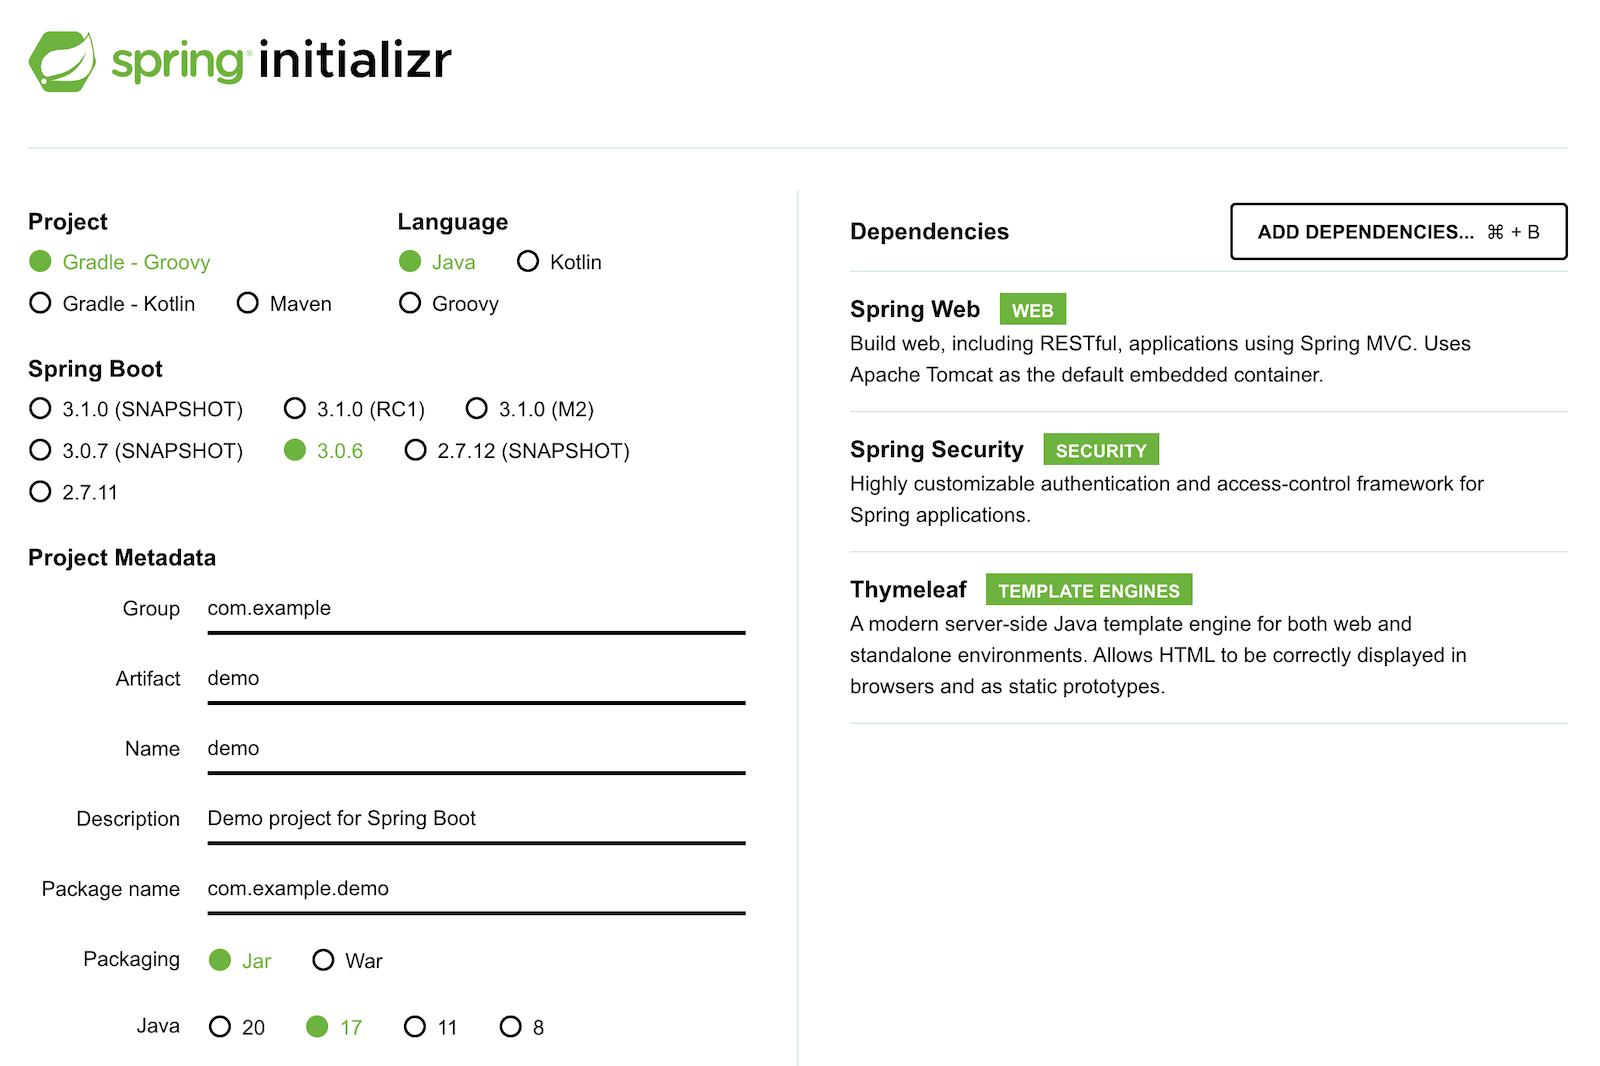 spring initializr
Project
Gradle - Groovy
Gradle - Kotlin Maven
Language
Java Kotlin
Groovy
Spring Boot
3.1.0 (SNAPSHOT) 3.1.0 (RC1) 3.1.0 (M2)
3.0.7 (SNAPSHOT) 3.0.6 2.7.12 (SNAPSHOT)
2.7.11
Project Metadata
Group com.example
Artifact demo
Name demo
Description Demo project for Spring Boot
Package name com.example.demo
Packaging Jar War
Java 20 17 11 8
Dependencies ADD DEPENDENCIES... ⌘ + B
Spring Web WEB
Build web, including RESTful, applications using Spring MVC. Uses
Apache Tomcat as the default embedded container.
Spring Security SECURITY
Highly customizable authentication and access-control framework for
Spring applications.
Thymeleaf TEMPLATE ENGINES
A modern server-side Java template engine for both web and
standalone environments. Allows HTML to be correctly displayed in
browsers and as static prototypes.